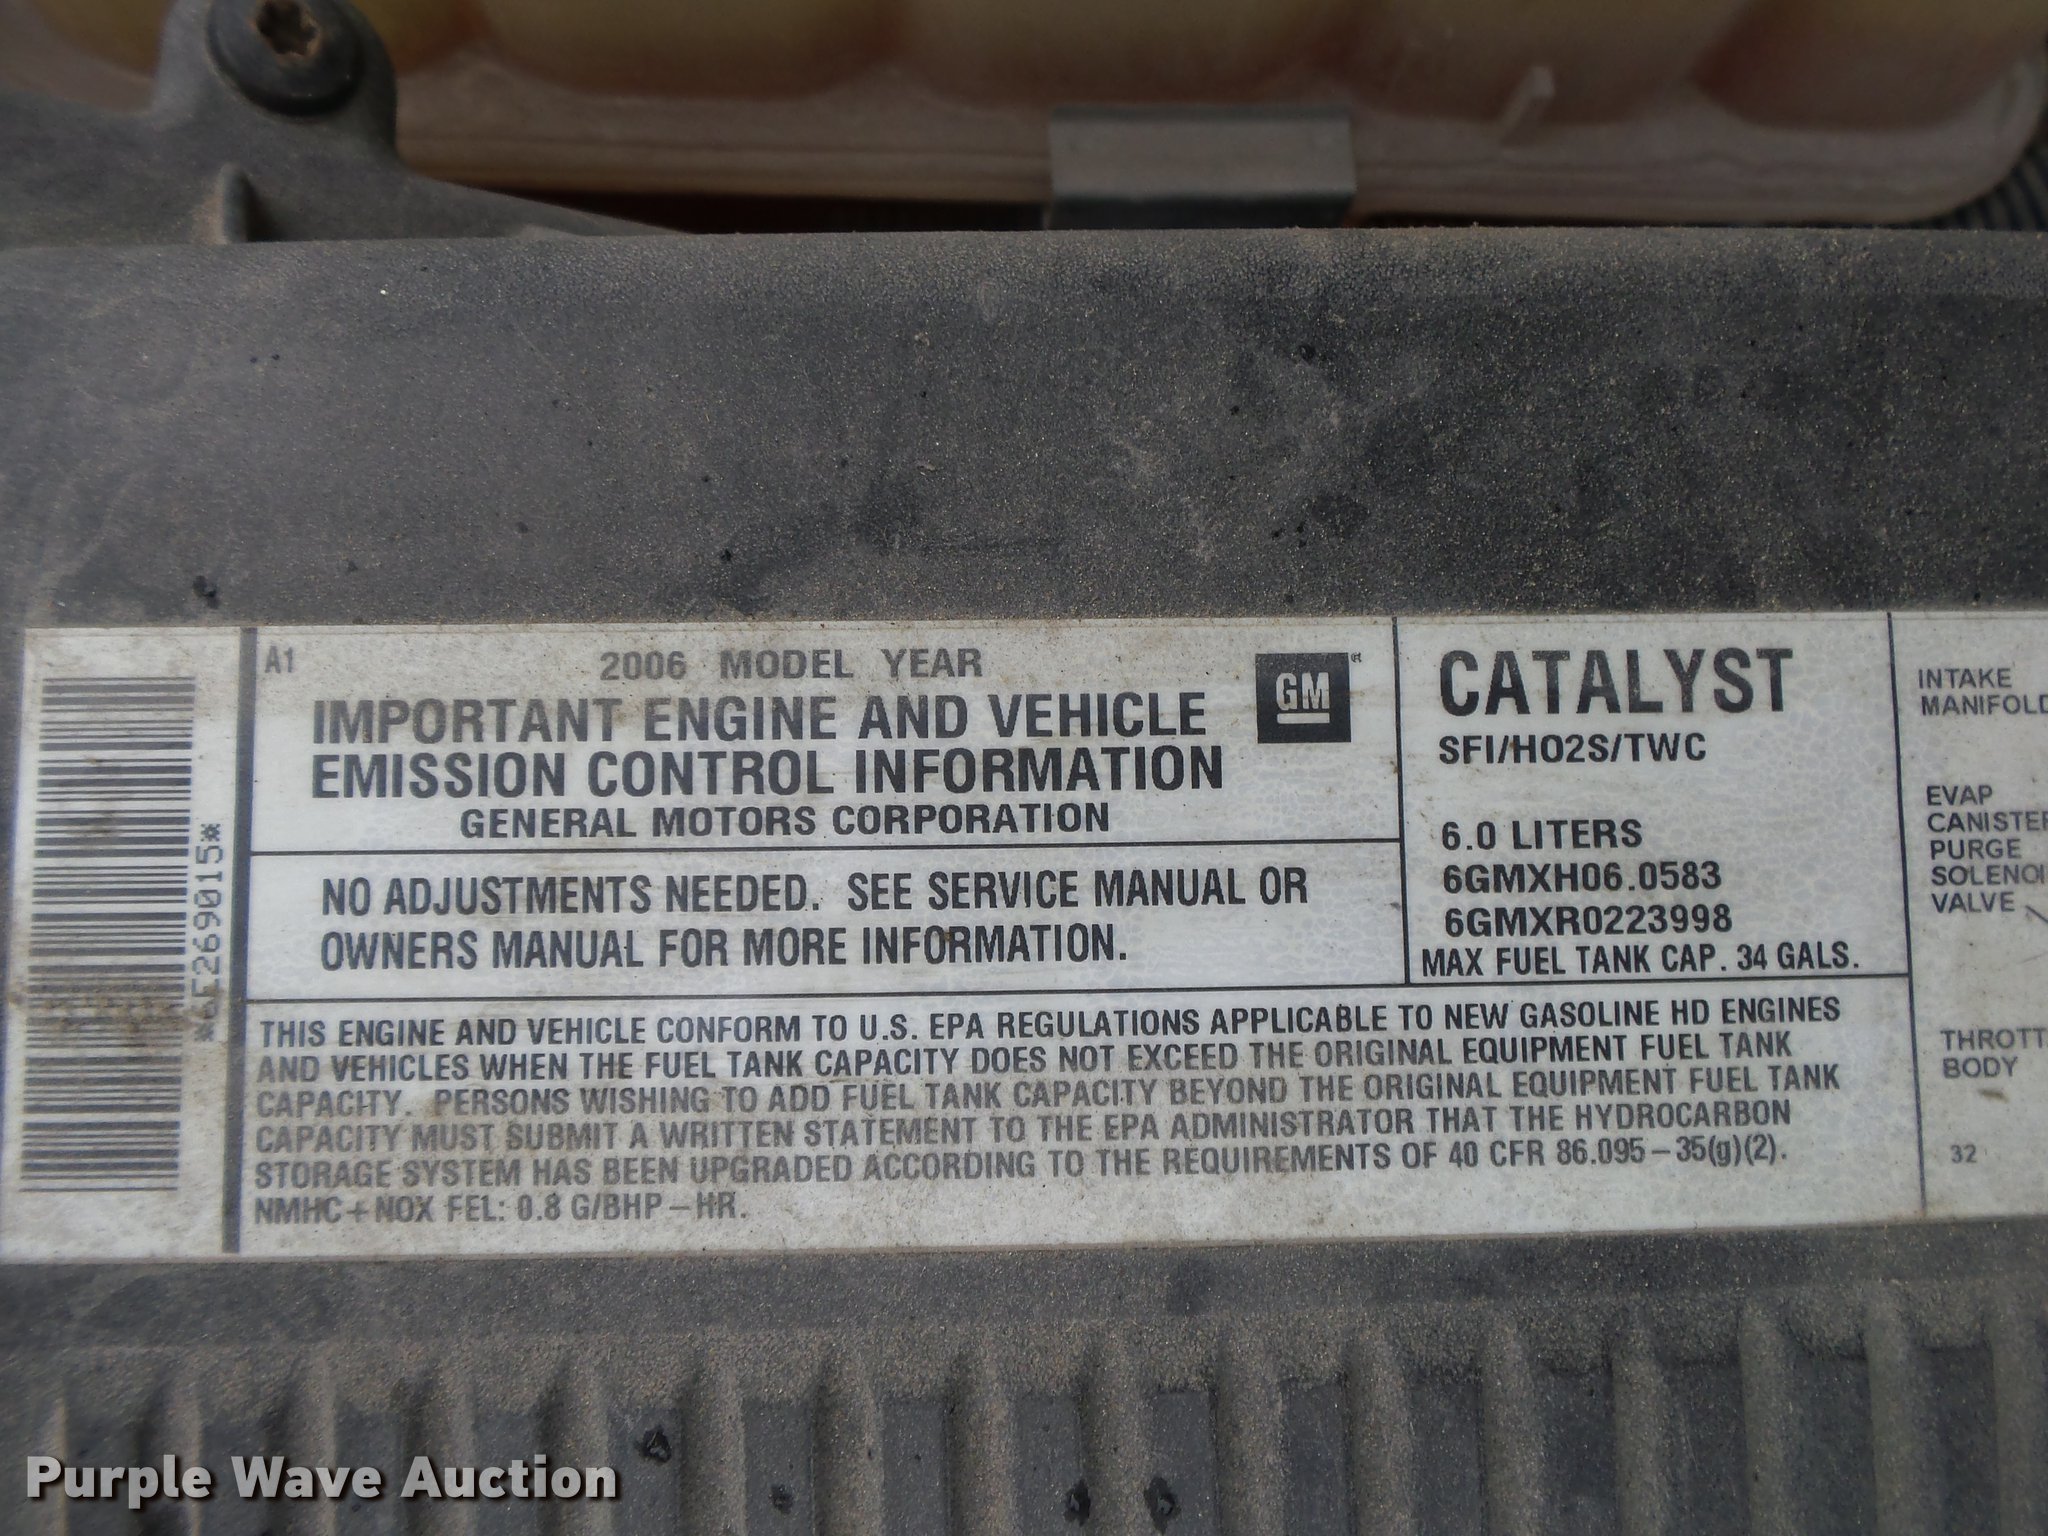 *6E269015*
A1
2006 MODEL YEAR
IMPORTANT ENGINE AND VEHICLE
EMISSION CONTROL INFORMATION
GENERAL MOTORS CORPORATION
GM
NO ADJUSTMENTS NEEDED. SEE SERVICE MANUAL OR
OWNERS MANUAL FOR MORE INFORMATION.
CATALYST
SFI/HO2S/TWC
6.0 LITERS
6GMXH06.0583
6GMXR0223998
MAX FUEL TANK CAP. 34 GALS.
THIS ENGINE AND VEHICLE CONFORM TO U.S. EPA REGULATIONS APPLICABLE TO NEW GASOLINE HD ENGINES
AND VEHICLES WHEN THE FUEL TANK CAPACITY DOES NOT EXCEED THE ORIGINAL EQUIPMENT FUEL TANK
CAPACITY. PERSONS WISHING TO ADD FUEL TANK CAPACITY BEYOND THE ORIGINAL EQUIPMENT FUEL TANK
CAPACITY MUST SUBMIT A WRITTEN STATEMENT TO THE EPA ADMINISTRATOR THAT THE HYDROCARBON
STORAGE SYSTEM HAS BEEN UPGRADED ACCORDING TO THE REQUIREMENTS OF 40 CFR 86.095-35(g)(2).
NMHC+NOX FEL: 0.8 G/BHP-HR.
INTAKE
MANIFOLD
EVAP
CANISTER
PURGE
SOLENOI
VALVE
THROTT
BODY
32
Purple Wave Auction